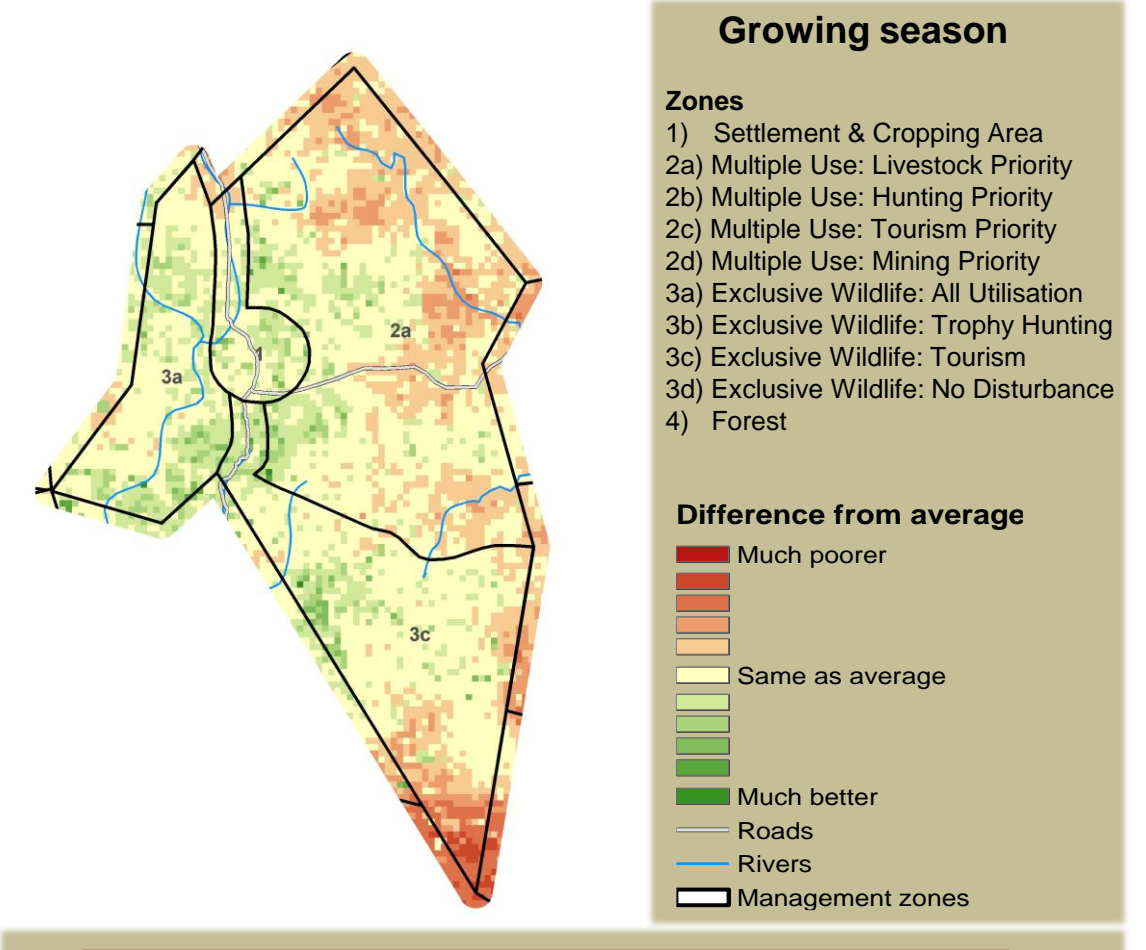 Growing season
Zones
1) Settlement & Cropping Area
2a) Multiple Use: Livestock Priority
2b) Multiple Use: Hunting Priority
2c) Multiple Use: Tourism Priority
2d) Multiple Use: Mining Priority
3a) Exclusive Wildlife: All Utilisation
3b) Exclusive Wildlife: Trophy Hunting
3c) Exclusive Wildlife: Tourism
3d) Exclusive Wildlife: No Disturbance
4) Forest
Difference from average
Much poorer
Same as average
Much better
Roads
Rivers
Management zones
2a
1
3a
3c